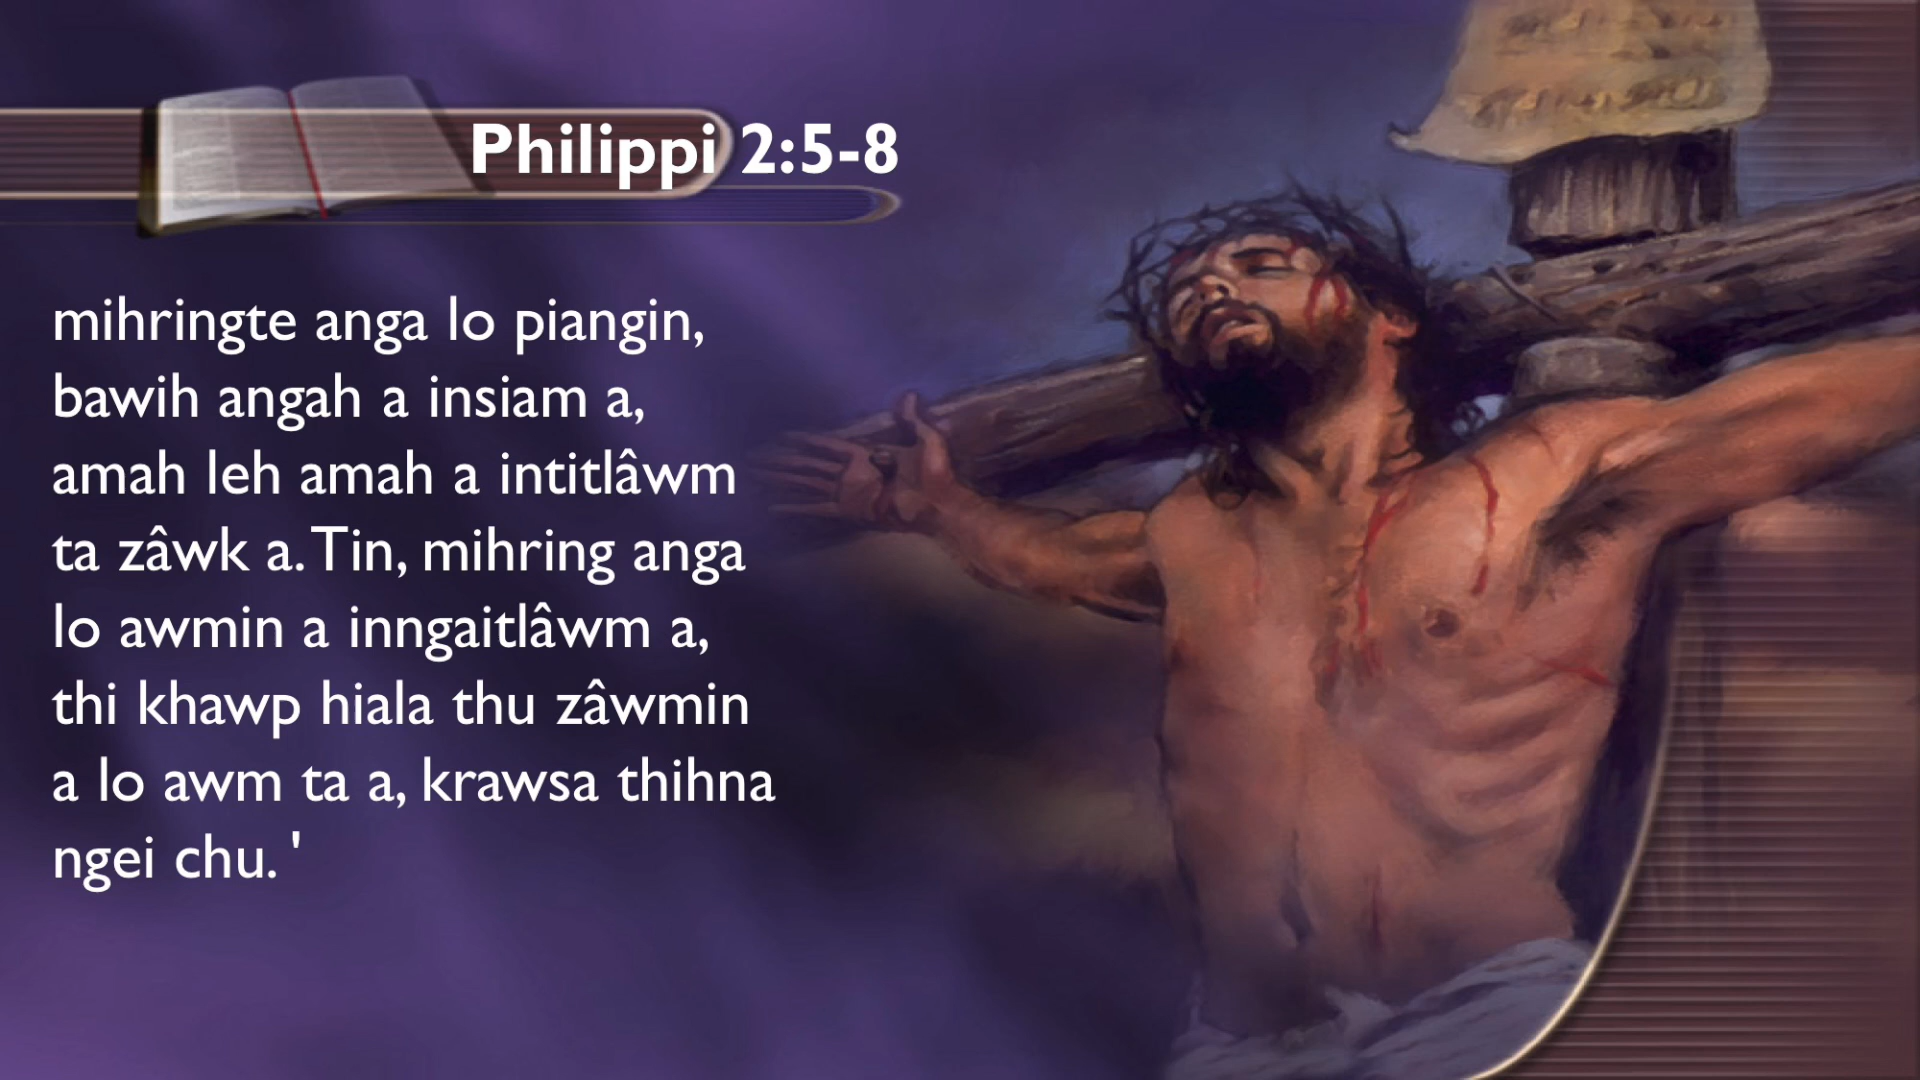 Philippi 2:5-8
mihringte anga lo piangin,
bawih angah a insiam a,
amah leh amah a intitlâwm
ta zâwk a. Tin, mihring anga
lo awmin a inngaitlâwm a,
thi khawp hiala thu zâwmin
a lo awm ta a, krawsa thihna
ngei chu. '